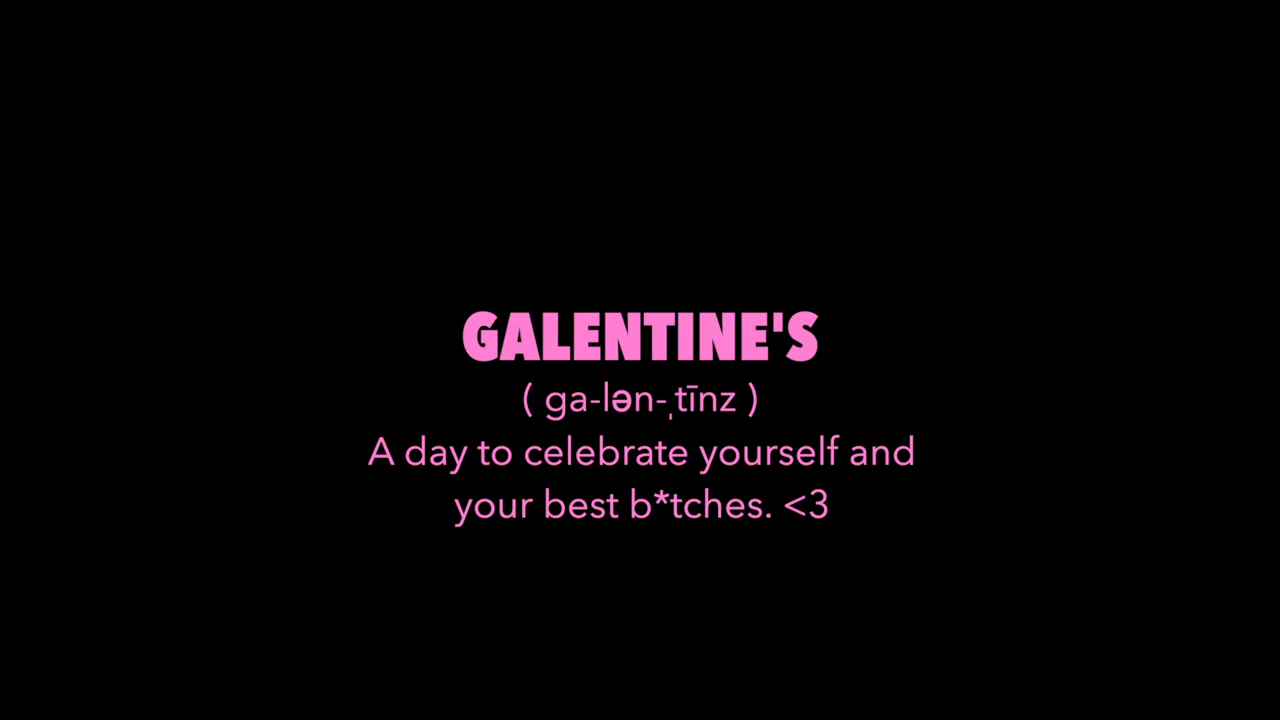 GALENTINE'S
( ga-lən-ˌtīnz )
A day to celebrate yourself and
your best b*tches. <3